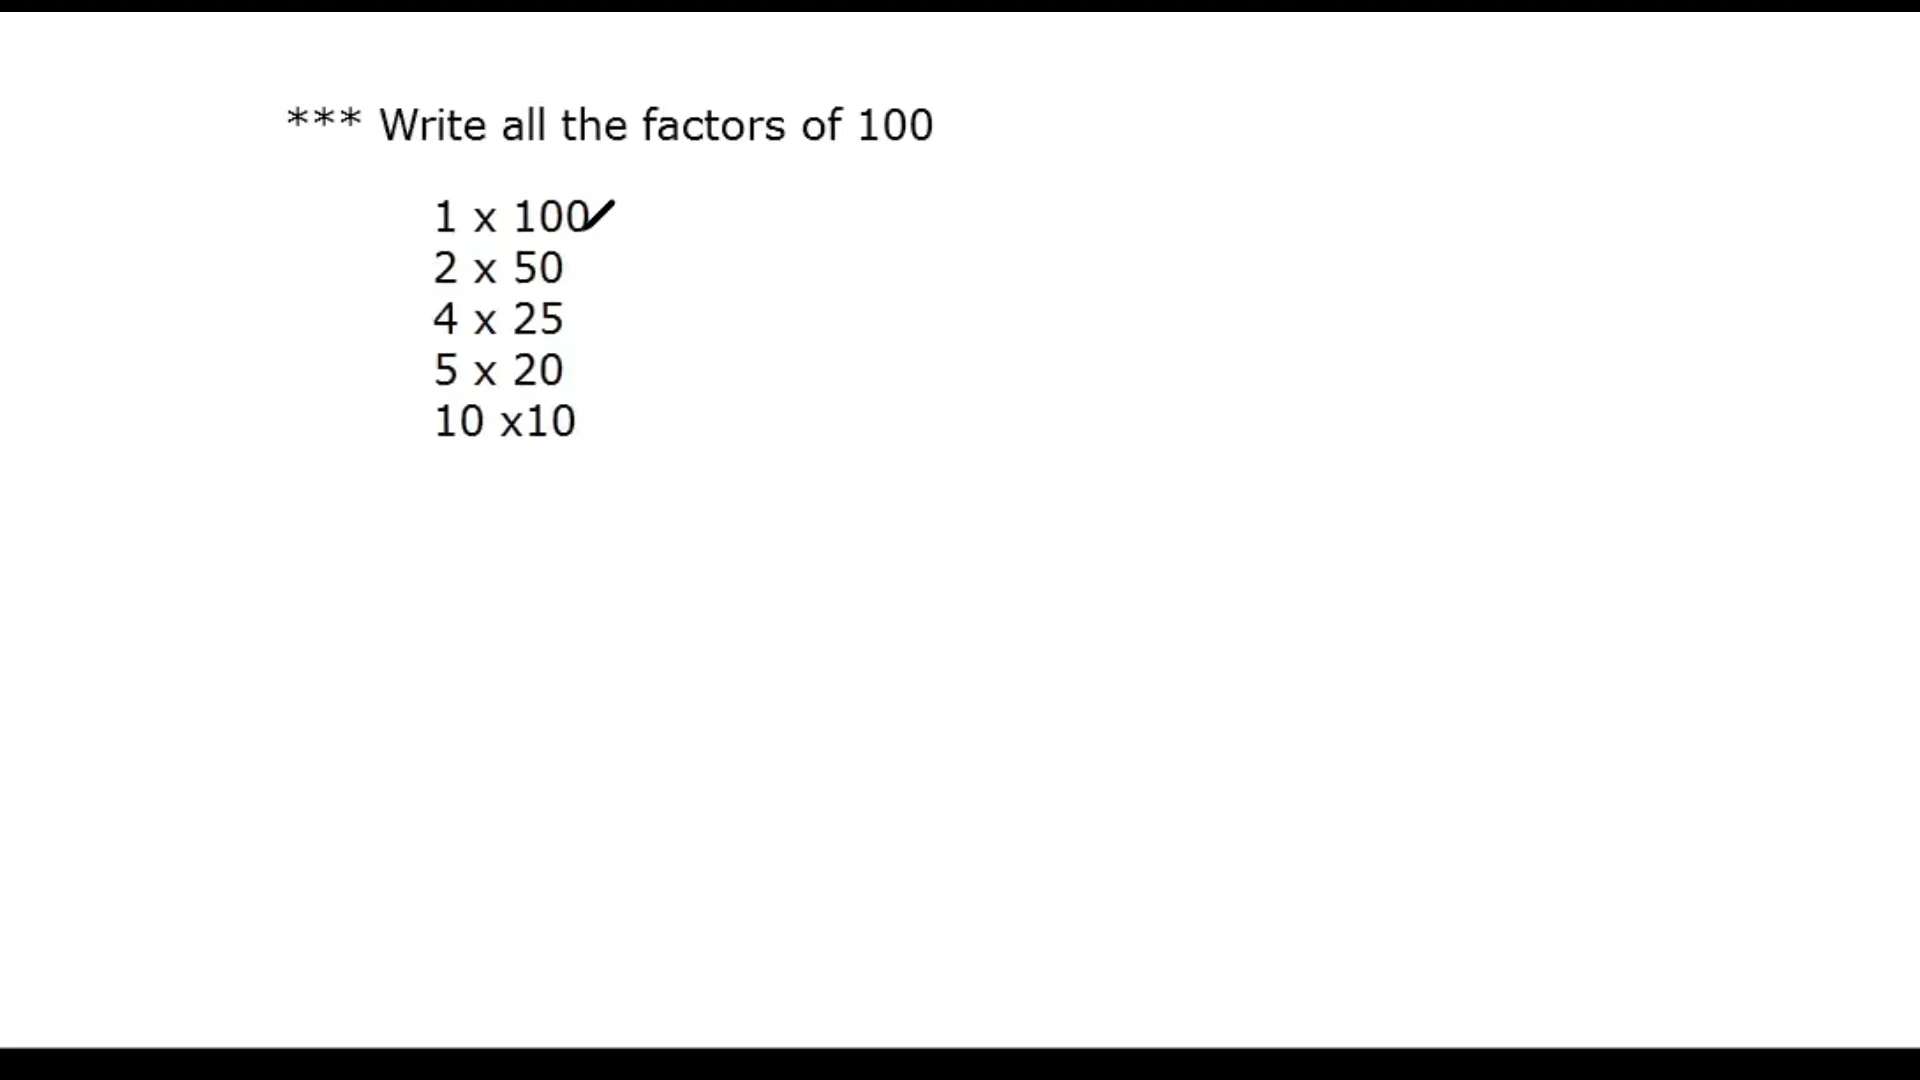 *** Write all the factors of 100
1 x 100
2 x 50
4 x 25
5 x 20
10 x10